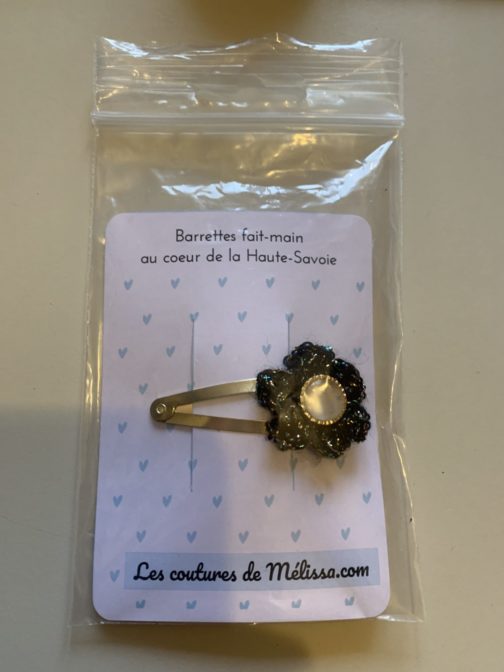 Barrettes fait-main
au coeur de la Haute-Savoie
Les coutures de Mélissa.com